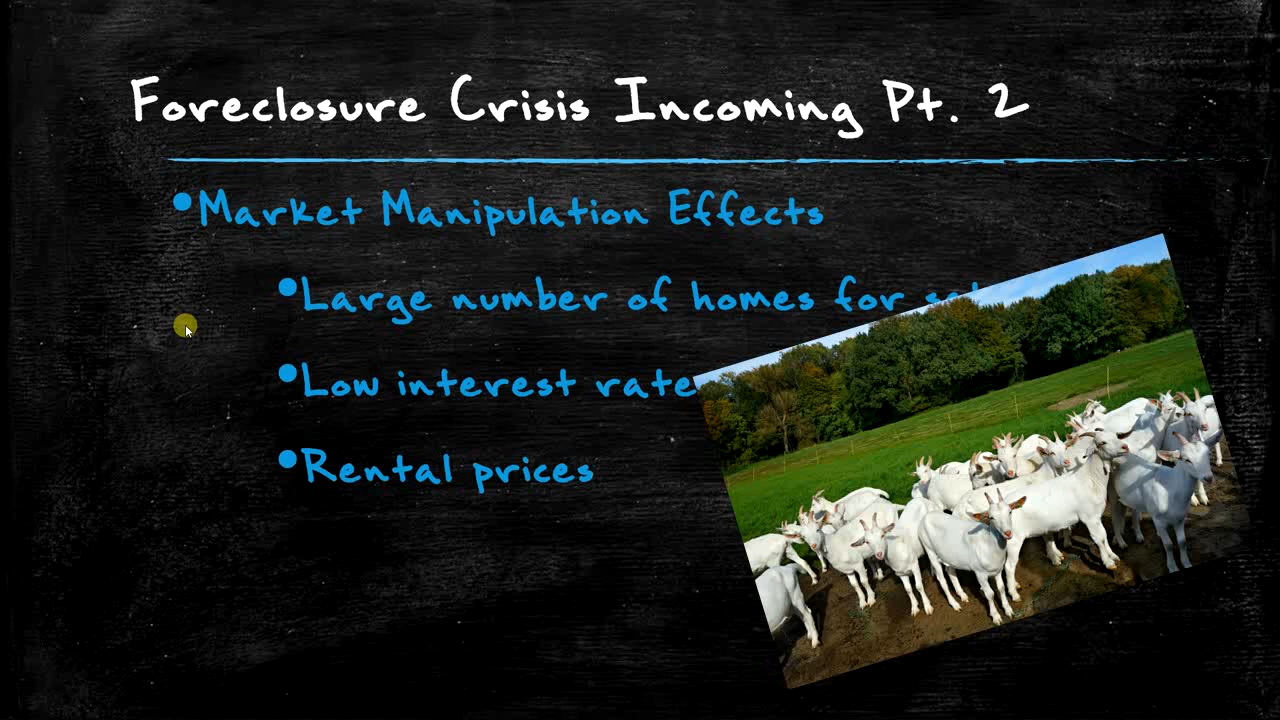 Foreclosure Crisis Incoming Pt. 2
•Market Manipulation Effects
•Large number of homes for
•Low interest
•Rental prices